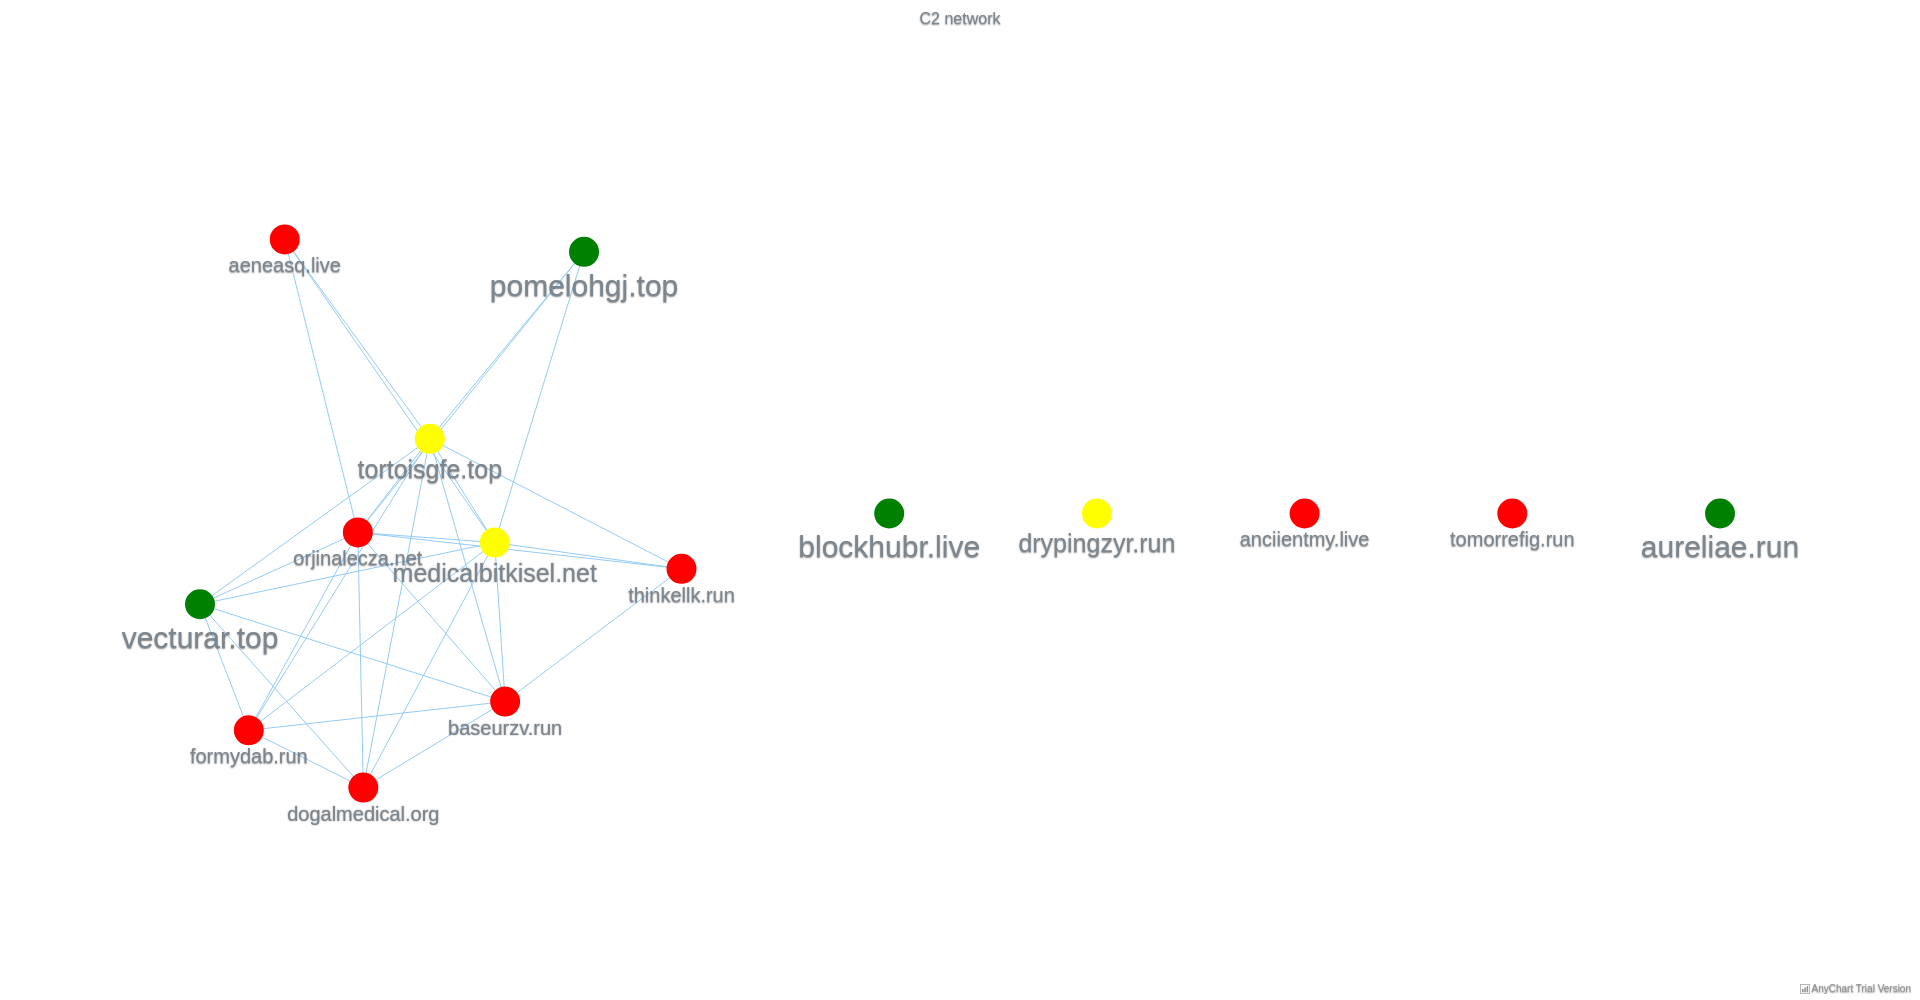 C2 network
aeneasq.live
pomelohgj.top
tortoisgfe.top
orjinalecza.net
medicalbitkisel.net
thinkellk.run
vecturar.top
baseurzv.run
formydab.run
dogalmedical.org
blockhubr.live
drypingzyr.run
anciientmy.live
tomorrefig.run
aureliae.run
AnyChart Trial Version